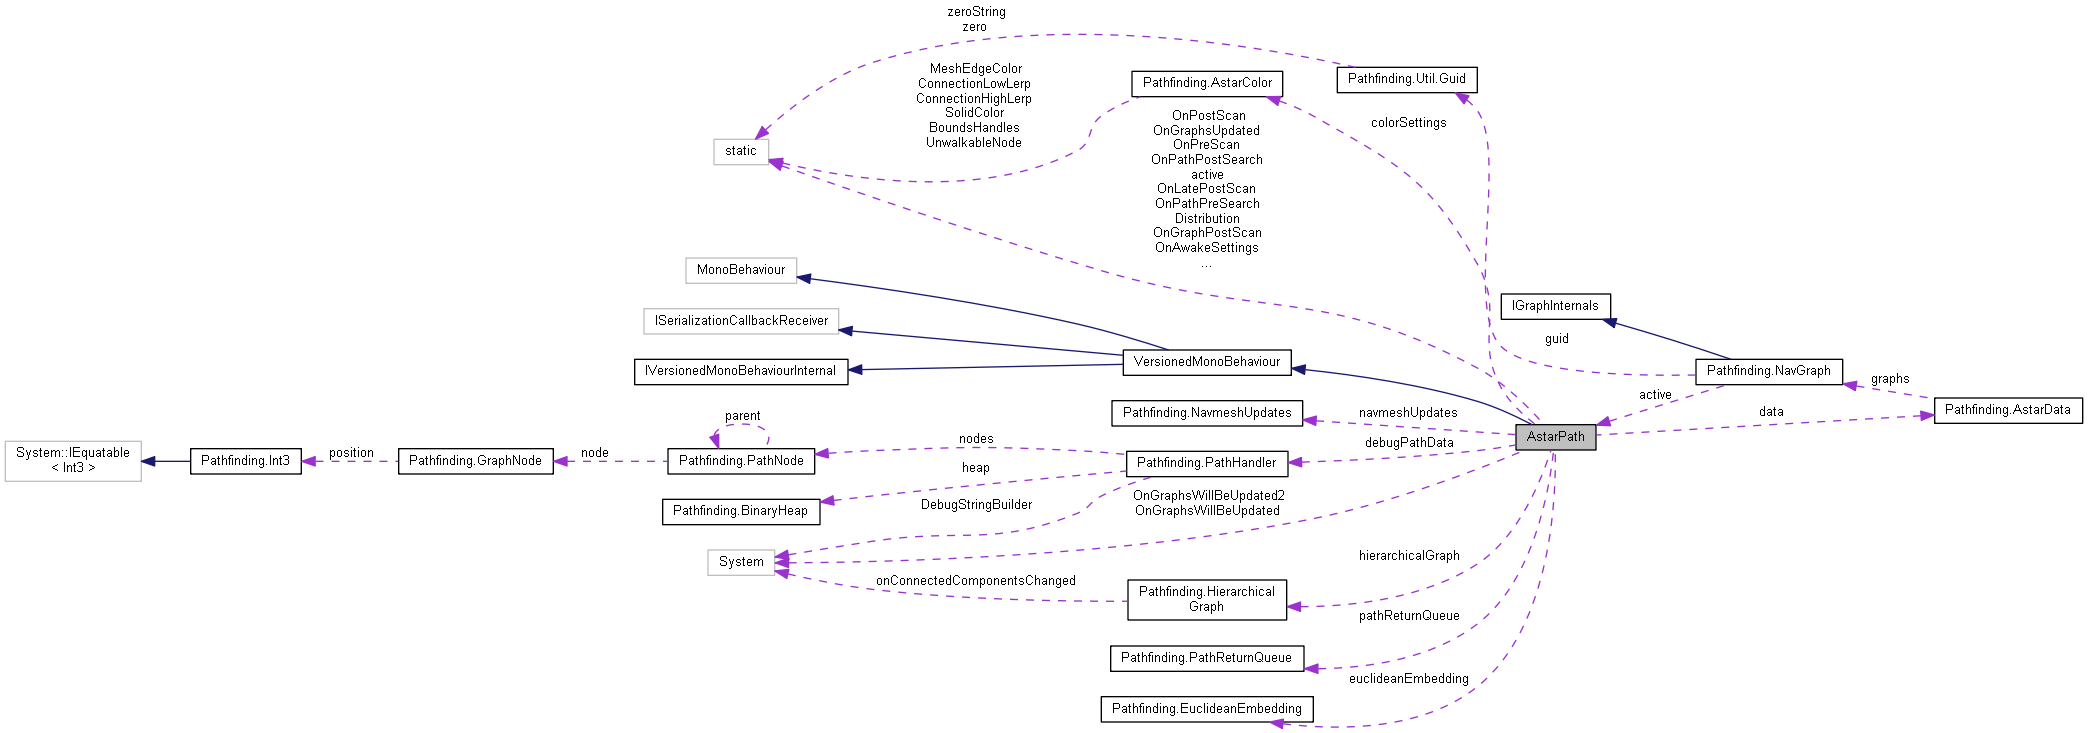 zeroString
zero
MeshEdgeColor
ConnectionLowLerp
ConnectionHighLerp
SolidColor
BoundsHandles
UnwalkableNode
Pathfinding.AstarColor
Pathfinding.Util.Guid
static
OnPostScan
OnGraphsUpdated
OnPreScan
OnPathPostSearch
active
OnLatePostScan
OnPathPreSearch
Distribution
OnGraphPostScan
OnAwakeSettings
...
colorSettings
MonoBehaviour
ISerializationCallbackReceiver
IVersionedMonoBehaviourInternal
VersionedMonoBehaviour
IGraphInternals
guid
Pathfinding.NavGraph
graphs
active
Pathfinding.AstarData
data
Pathfinding.NavmeshUpdates
navmeshUpdates
AstarPath
debugPathData
parent
System::IEquatable
< Int3 >
Pathfinding.Int3
position
Pathfinding.GraphNode
node
Pathfinding.PathNode
nodes
Pathfinding.PathHandler
heap
Pathfinding.BinaryHeap
DebugStringBuilder
OnGraphsWillBeUpdated2
OnGraphsWillBeUpdated
System
hierarchicalGraph
onConnectedComponentsChanged
Pathfinding.Hierarchical
Graph
pathReturnQueue
Pathfinding.PathReturnQueue
euclideanEmbedding
Pathfinding.EuclideanEmbedding